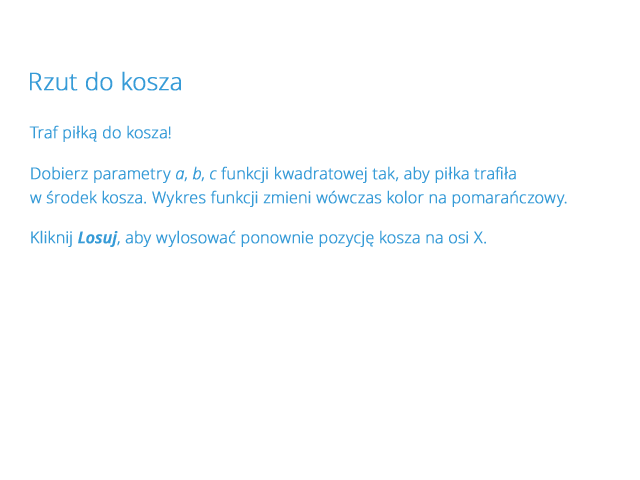 Rzut do kosza
Traf piłką do kosza!
Dobierz parametry a, b, c funkcji kwadratowej tak, aby piłka trafiła
w środek kosza. Wykres funkcji zmieni wówczas kolor na pomarańczowy.
Kliknij Losuj, aby wylosować ponownie pozycję kosza na osi X.